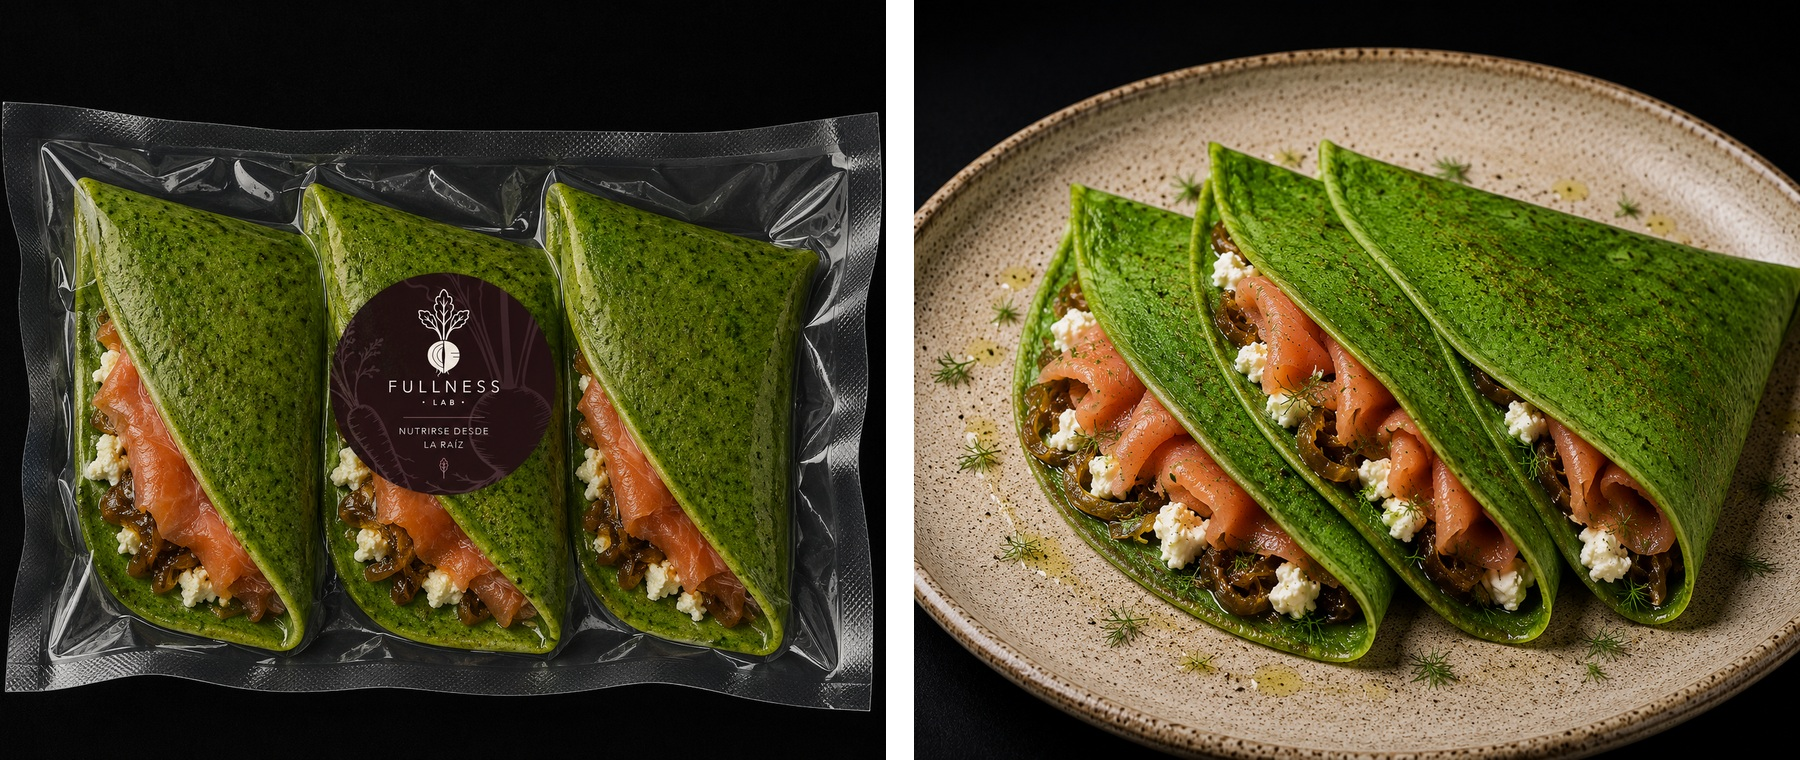 FULLNESS
• LAB •
NUTRIRSE DESDE
LA RAÍZ